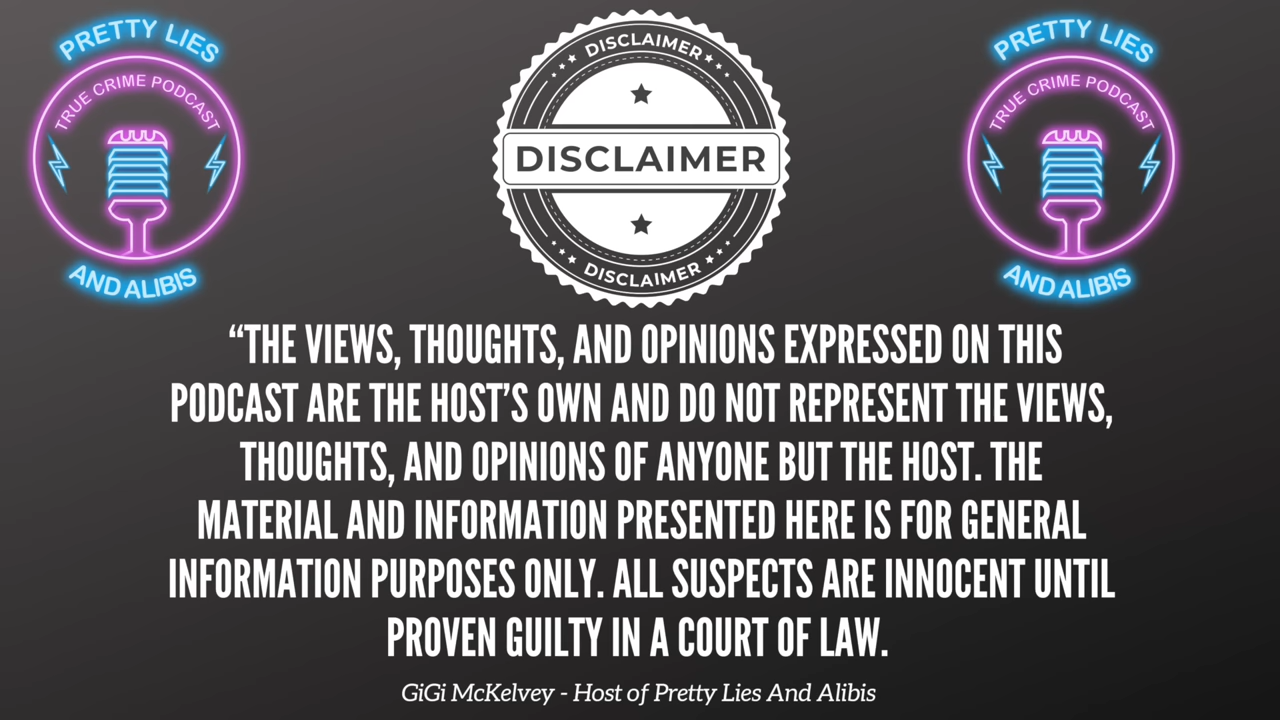 PRETTY LIES
TRUE CRIME PODCAST
AND ALIBIS
DISCLAIMER
DISCLAIMER
DISCLAIMER
PRETTY LIES
TRUE CRIME PODCAST
AND ALIBIS
“THE VIEWS, THOUGHTS, AND OPINIONS EXPRESSED ON THIS
PODCAST ARE THE HOST’S OWN AND DO NOT REPRESENT THE VIEWS,
THOUGHTS, AND OPINIONS OF ANYONE BUT THE HOST. THE
MATERIAL AND INFORMATION PRESENTED HERE IS FOR GENERAL
INFORMATION PURPOSES ONLY. ALL SUSPECTS ARE INNOCENT UNTIL
PROVEN GUILTY IN A COURT OF LAW.
GiGi McKelvey - Host of Pretty Lies And Alibis